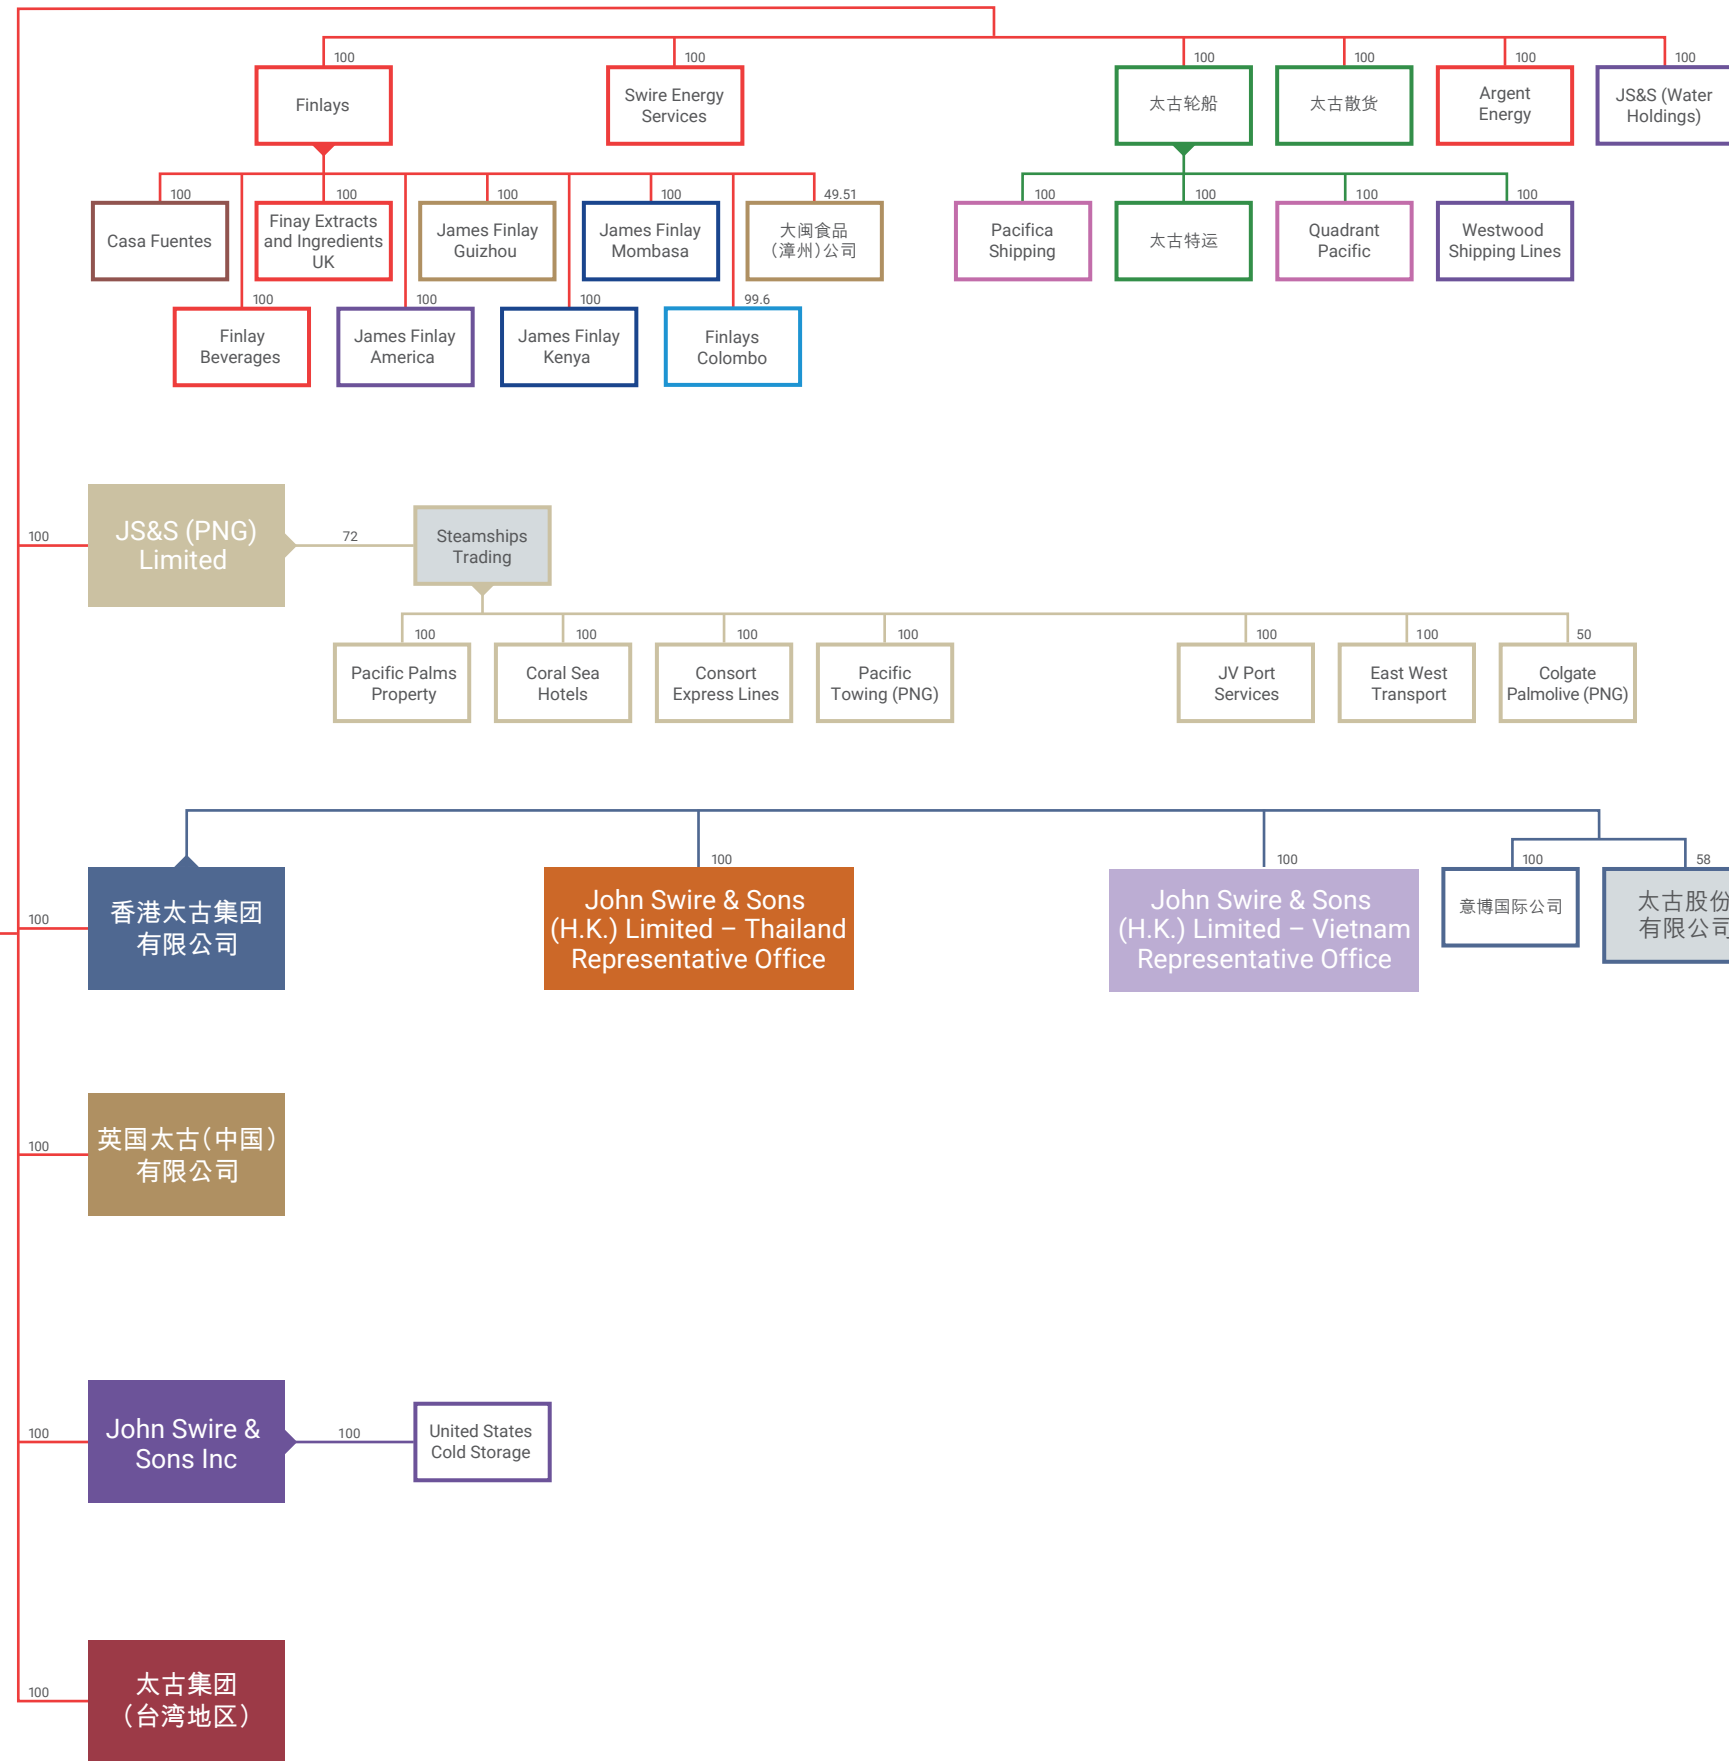 100
100
100
100
100
100
Finlays
Swire Energy
Services
太古轮船
太古散货
Argent
Energy
JS&S (Water
Holdings)
100
100
100
100
49.51
100
100
100
100
Casa Fuentes
Finay Extracts
and Ingredients
UK
James Finlay
Guizhou
James Finlay
Mombasa
大闽食品
（漳州）公司
Pacifica
Shipping
太古特运
Quadrant
Pacific
Westwood
Shipping Lines
100
100
100
99.6
Finlay
Beverages
James Finlay
America
James Finlay
Kenya
Finlays
Colombo
100
JS&S (PNG)
Limited
72
Steamships
Trading
100
100
100
100
100
100
50
Pacific Palms
Property
Coral Sea
Hotels
Consort
Express Lines
Pacific
Towing (PNG)
JV Port
Services
East West
Transport
Colgate
Palmolive (PNG)
100
100
100
58
100
香港太古集团
有限公司
John Swire & Sons
(H.K.) Limited – Thailand
Representative Office
John Swire & Sons
(H.K.) Limited – Vietnam
Representative Office
意博国际公司
太古股份
有限公司
100
英国太古（中国）
有限公司
100
John Swire &
Sons Inc
100
United States
Cold Storage
100
太古集团
（台湾地区）